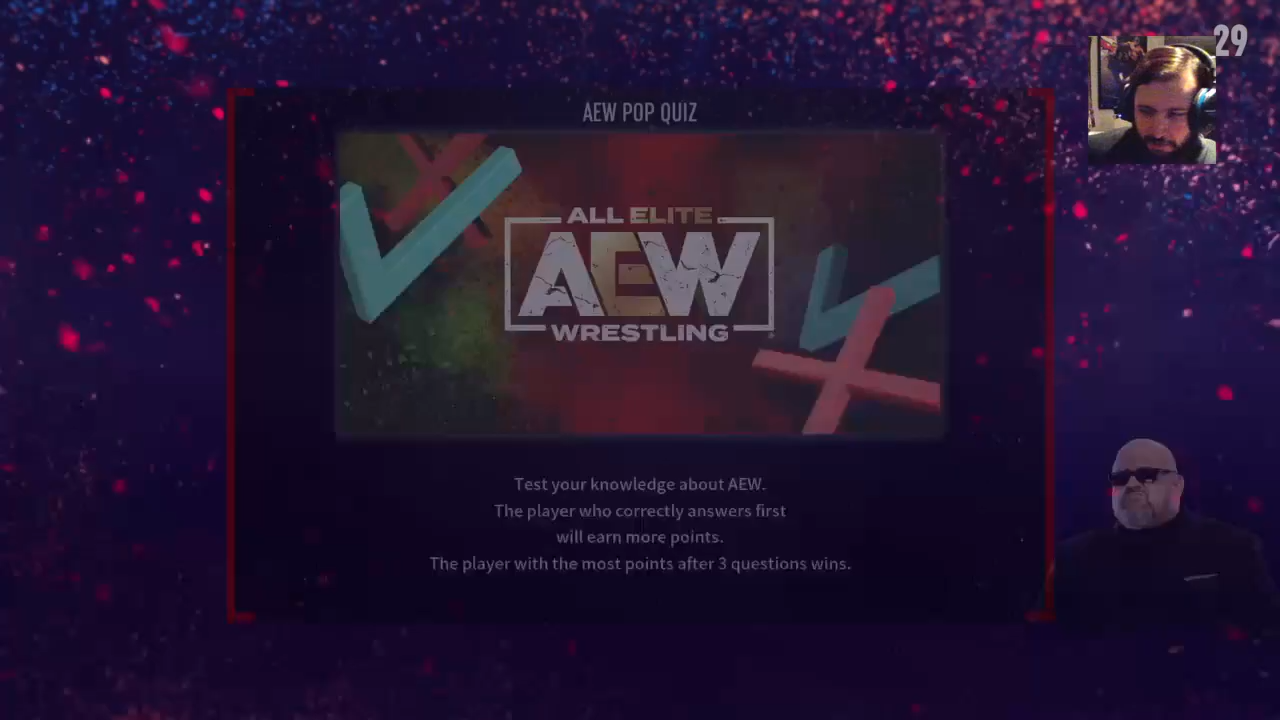 29
AEW POP QUIZ
ALL ELITE
AEW
WRESTLING
Test your knowledge about AEW.
The player who correctly answers first
will earn more points.
The player with the most points after 3 questions wins.